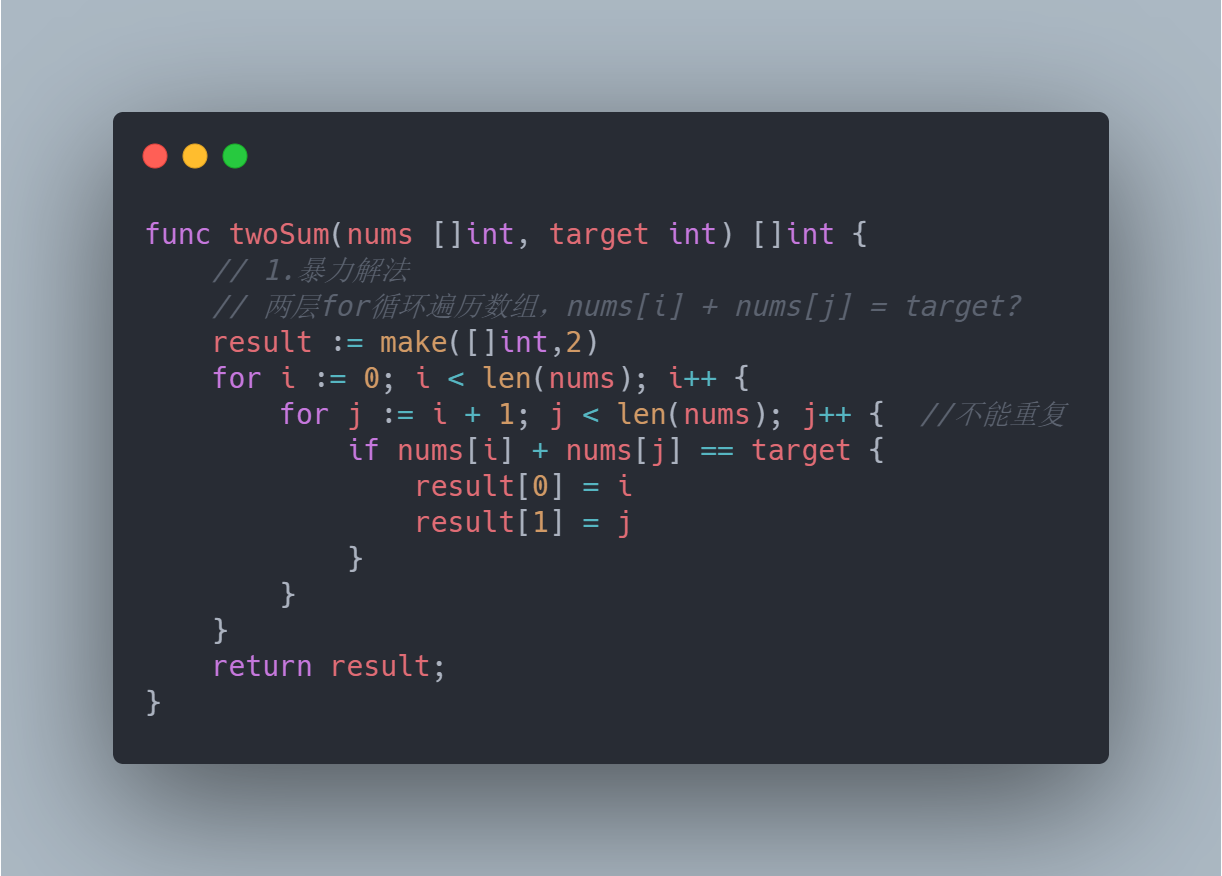 func twoSum(nums []int, target int) []int {
    // 1.暴力解法
    // 两层for循环遍历数组，nums[i] + nums[j] = target?
    result := make([]int,2)
    for i := 0; i < len(nums); i++ {
        for j := i + 1; j < len(nums); j++ {  //不能重复
            if nums[i] + nums[j] == target {
                result[0] = i
                result[1] = j
            }
        }
    }
    return result;
}